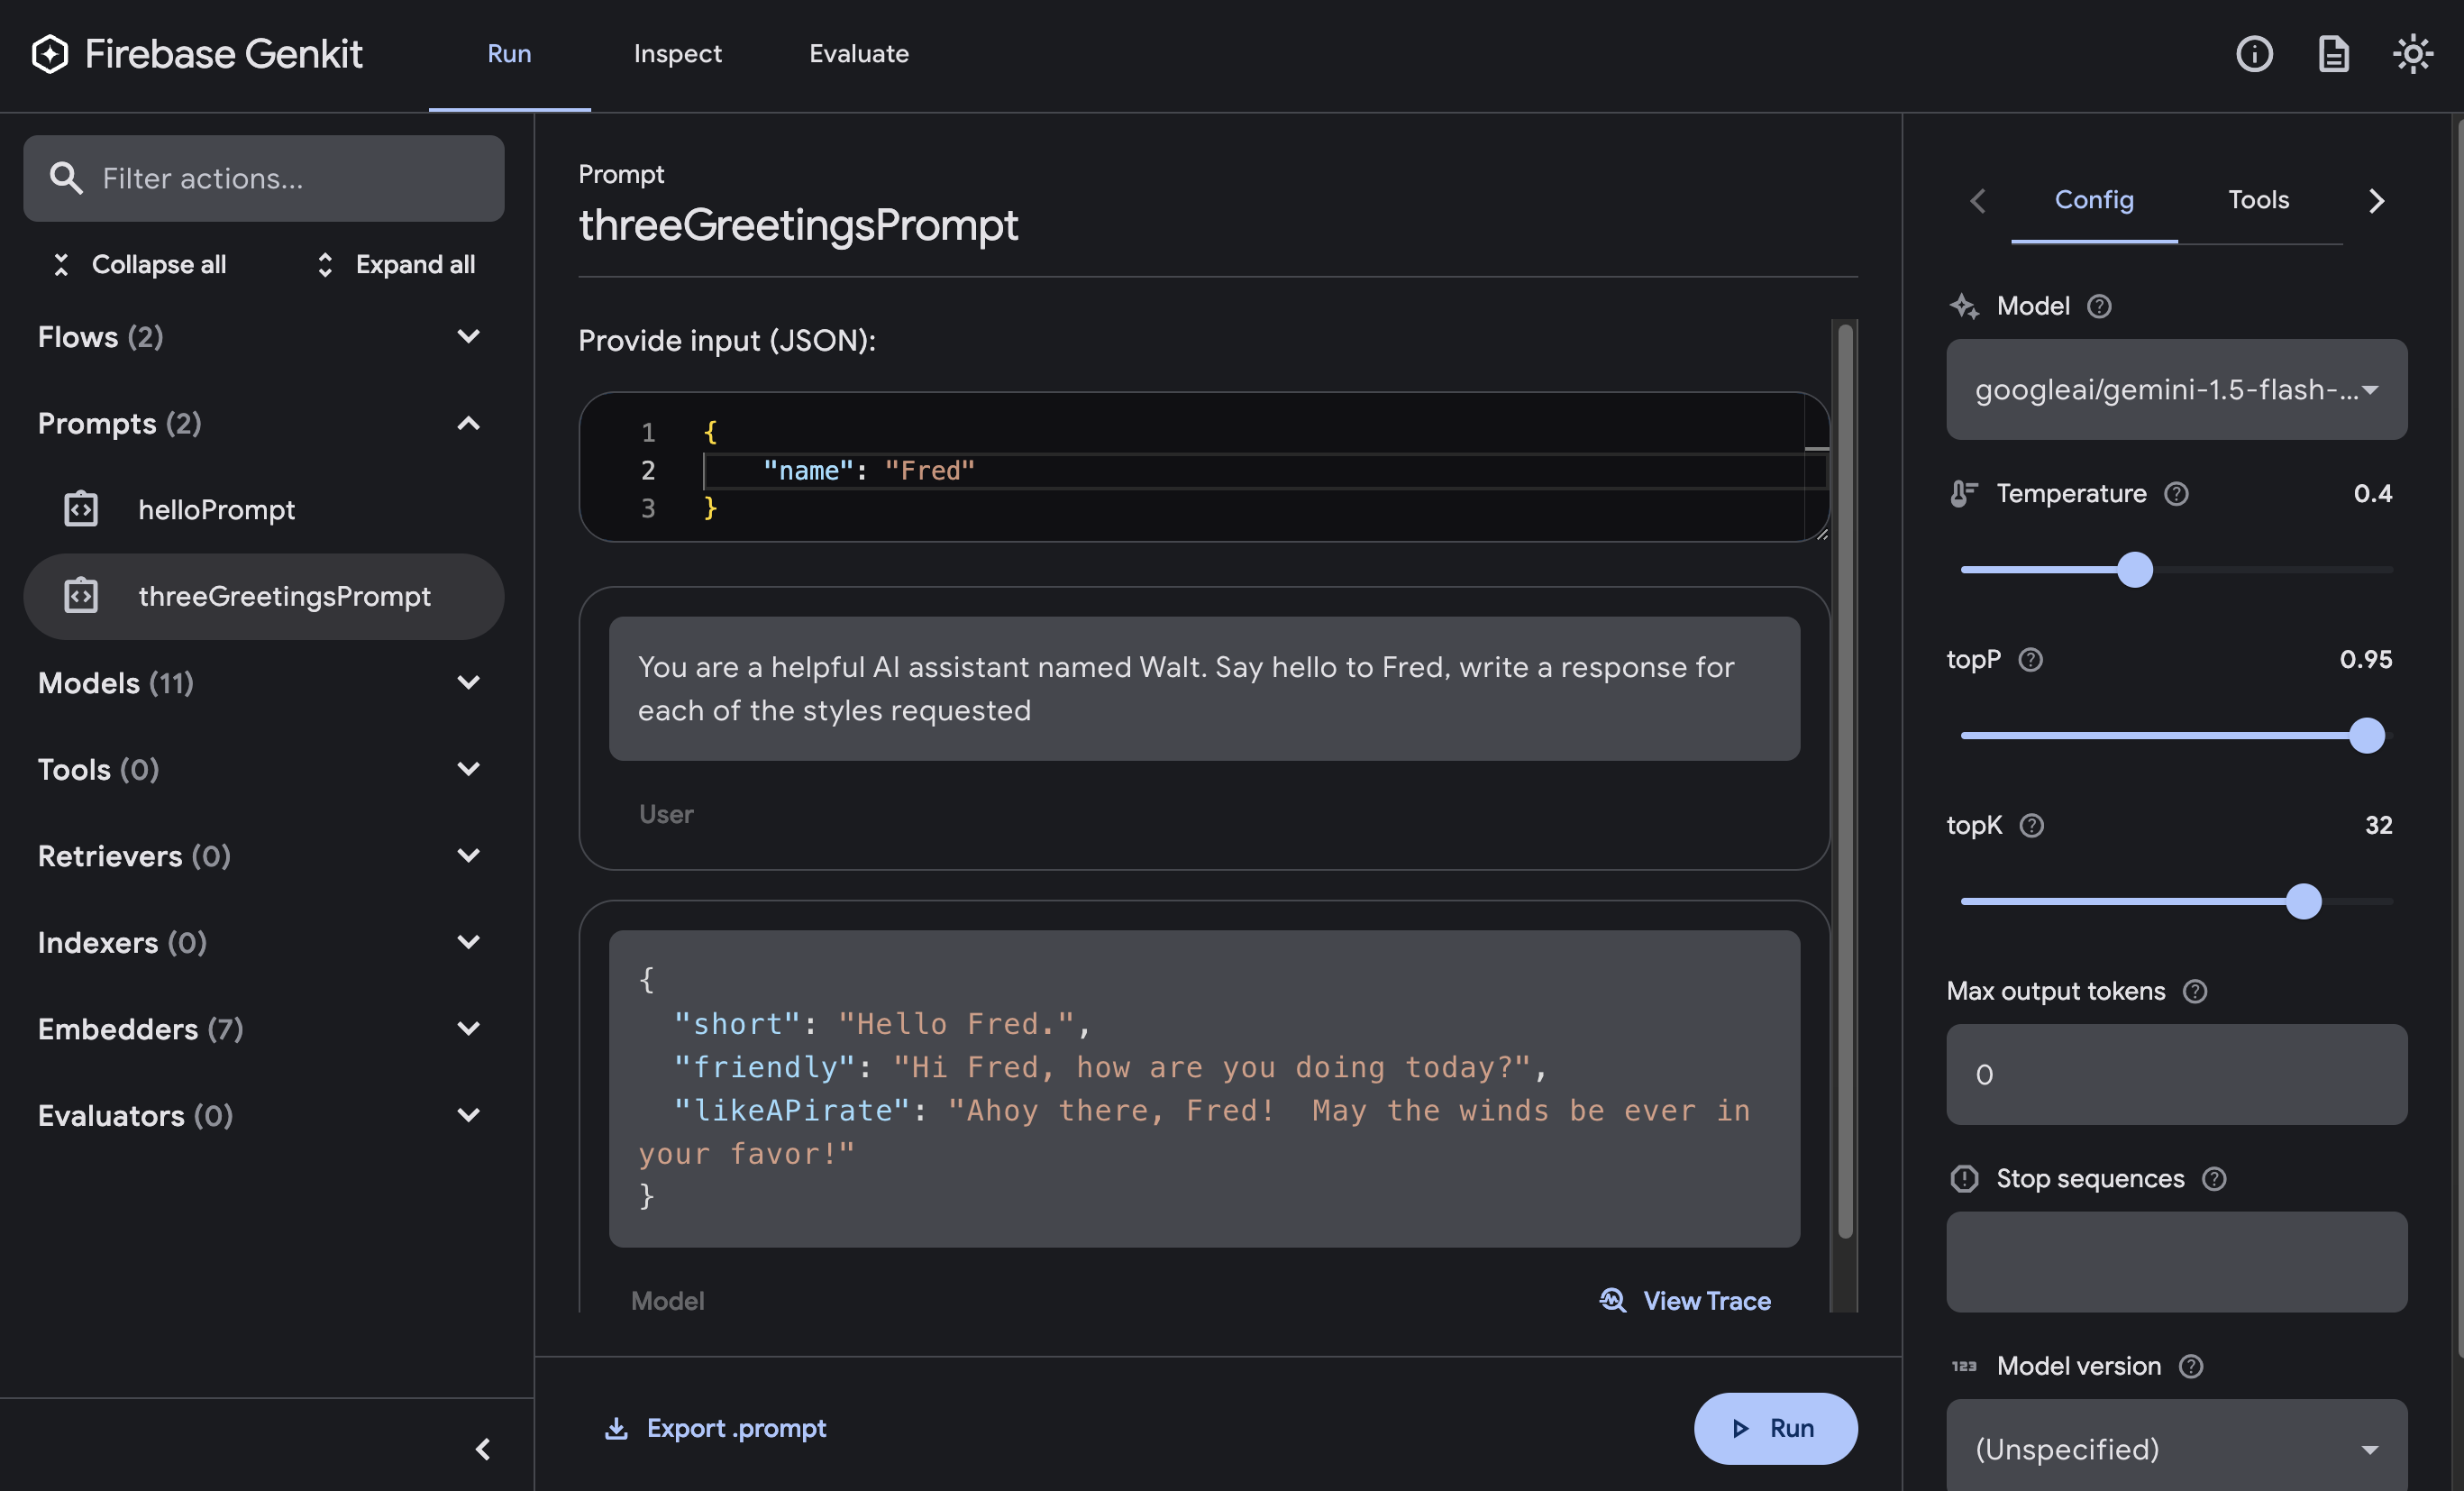 Firebase Genkit
Run
Inspect
Evaluate
Filter actions...
Collapse all
Expand all
Flows (2)
Prompts (2)
helloPrompt
threeGreetingsPrompt
Models (11)
Tools (0)
Retrievers (0)
Indexers (0)
Embedders (7)
Evaluators (0)
Prompt
threeGreetingsPrompt
Provide input (JSON):
1 {
2 "name": "Fred"
3 }
You are a helpful AI assistant named Walt. Say hello to Fred, write a response for
each of the styles requested
User
{
"short": "Hello Fred.",
"friendly": "Hi Fred, how are you doing today?",
"likeAPirate": "Ahoy there, Fred!  May the winds be ever in
your favor!"
}
Model
View Trace
Export .prompt
Run
Config
Tools
Model
googleai/gemini-1.5-flash-...
Temperature
0.4
topP
0.95
topK
32
Max output tokens
0
Stop sequences
123 Model version
(Unspecified)